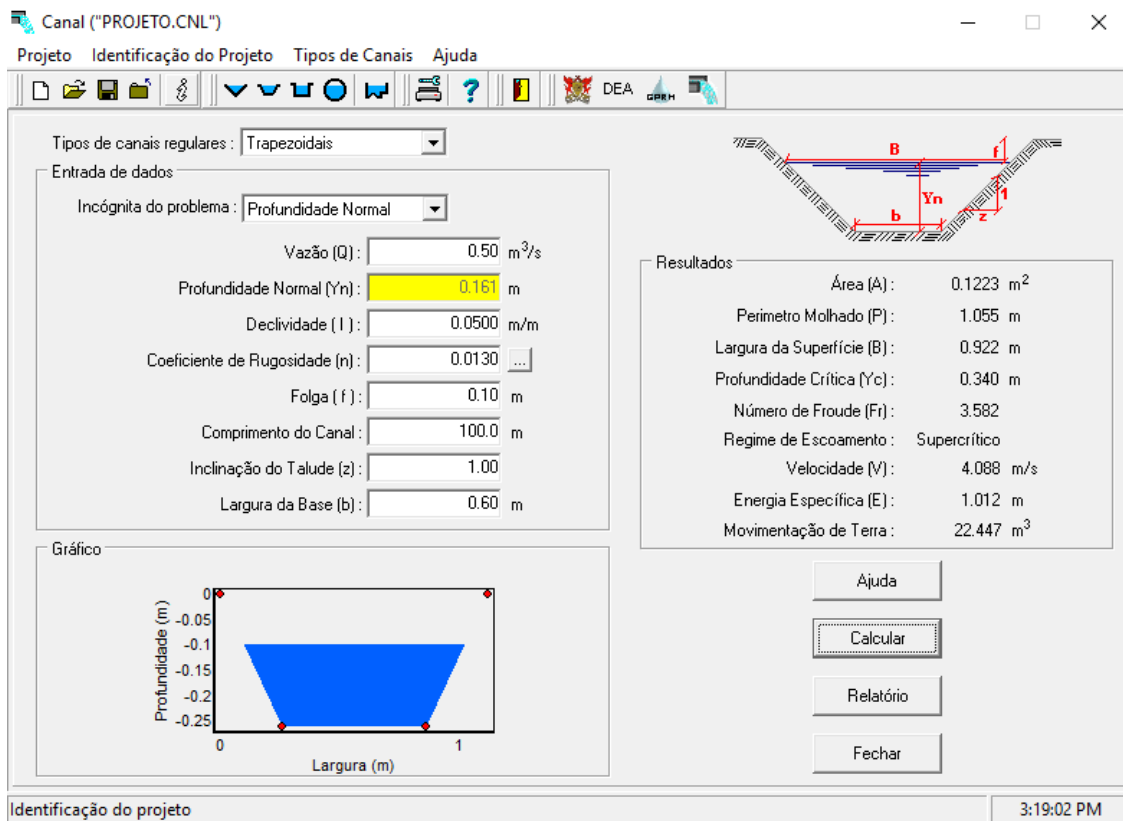 Canal ("PROJETO.CNL")
Projeto Identificação do Projeto Tipos de Canais Ajuda
DEA GPRH
Tipos de canais regulares : Trapezoidais
Entrada de dados
Incógnita do problema : Profundidade Normal
Vazão (Q) : 0.50 m3/s
Profundidade Normal (Yn) : 0.161 m
Declividade ( I ) : 0.0500 m/m
Coeficiente de Rugosidade (n) : 0.0130 ...
Folga ( f ) : 0.10 m
Comprimento do Canal : 100.0 m
Inclinação do Talude (z) : 1.00
Largura da Base (b) : 0.60 m
B
f
Yn
1
b
z
Resultados
Área (A) : 0.1223 m2
Perimetro Molhado (P) : 1.055 m
Largura da Superfície (B) : 0.922 m
Profundidade Crítica (Yc) : 0.340 m
Número de Froude (Fr) : 3.582
Regime de Escoamento : Supercrítico
Velocidade (V) : 4.088 m/s
Energia Específica (E) : 1.012 m
Movimentação de Terra : 22.447 m3
Gráfico
Profundidade (m)
0
-0.05
-0.1
-0.15
-0.2
-0.25
0 1
Largura (m)
Ajuda
Calcular
Relatório
Fechar
Identificação do projeto 3:19:02 PM